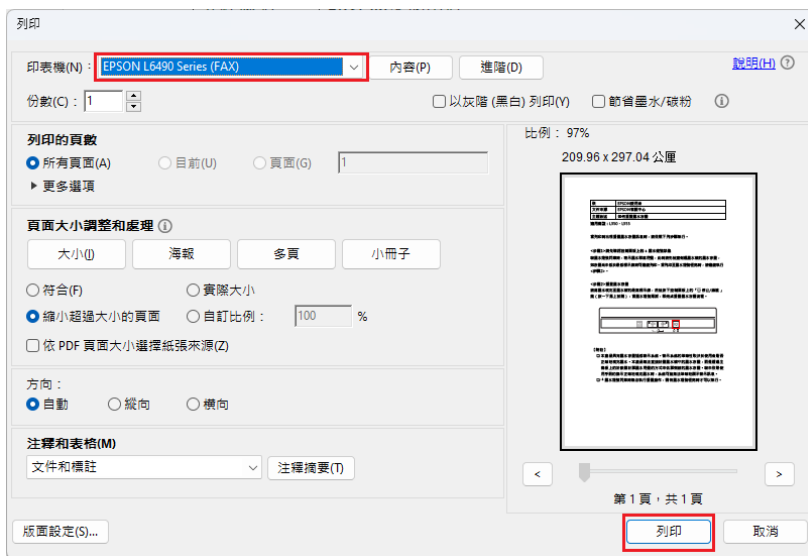 列印
印表機(N)： EPSON L6490 Series (FAX) 內容(P) 進階(D) 說明(H)
份數(C)：1 以灰階 (黑白) 列印(Y) 節省墨水/碳粉
列印的頁數
所有頁面(A) 目前(U) 頁面(G) 1
更多選項
頁面大小調整和處理
大小(I) 海報 多頁 小冊子
符合(F) 實際大小
縮小超過大小的頁面 自訂比例： 100 %
依 PDF 頁面大小選擇紙張來源(Z)
方向：
自動 縱向 橫向
注釋和表格(M)
文件和標註 注釋摘要(T)
比例： 97%
209.96 x 297.04 公厘
< >
第 1 頁，共 1 頁
版面設定(S)... 列印 取消